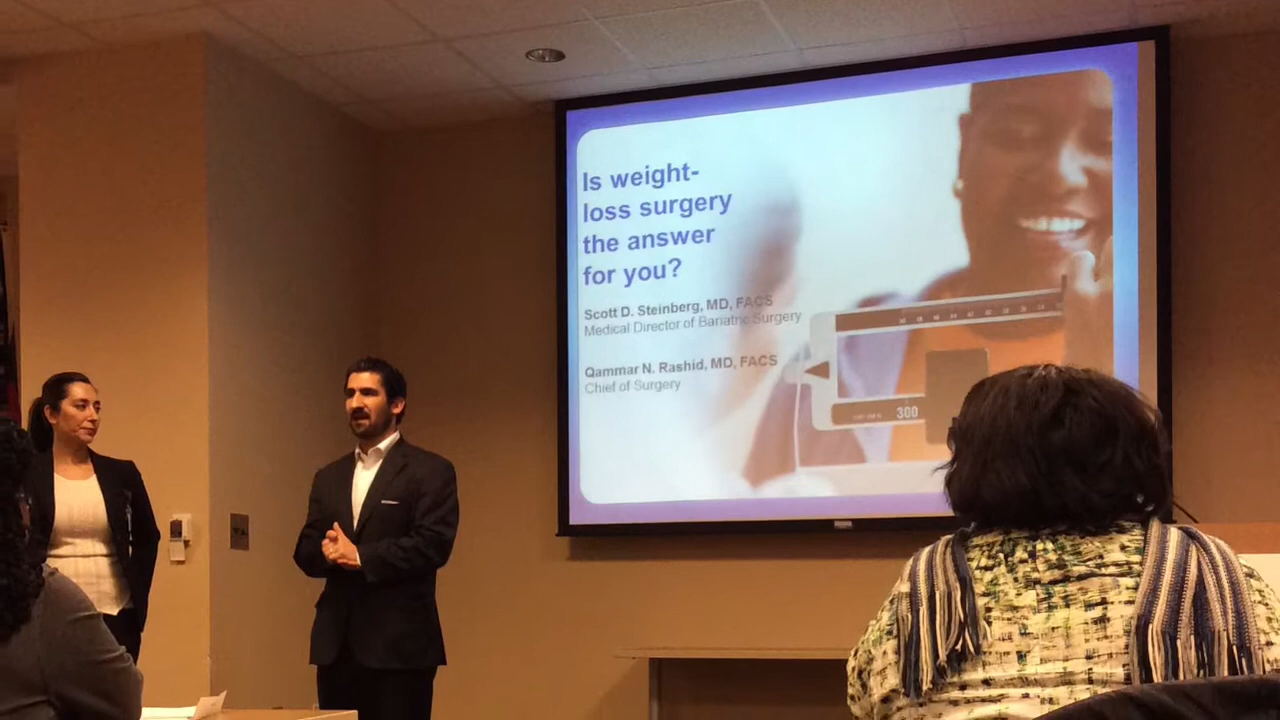 Is weight-
loss surgery
the answer
for you?
Scott D. Steinberg, MD, FACS
Medical Director of Bariatric Surgery
Qammar N. Rashid, MD, FACS
Chief of Surgery
300